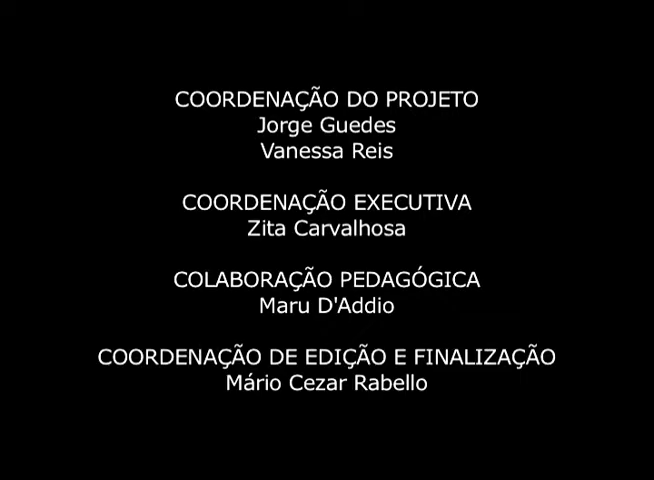 COORDENAÇÃO DO PROJETO
Jorge Guedes
Vanessa Reis
COORDENAÇÃO EXECUTIVA
Zita Carvalhosa
COLABORAÇÃO PEDAGÓGICA
Maru D'Addio
COORDENAÇÃO DE EDIÇÃO E FINALIZAÇÃO
Mário Cezar Rabello